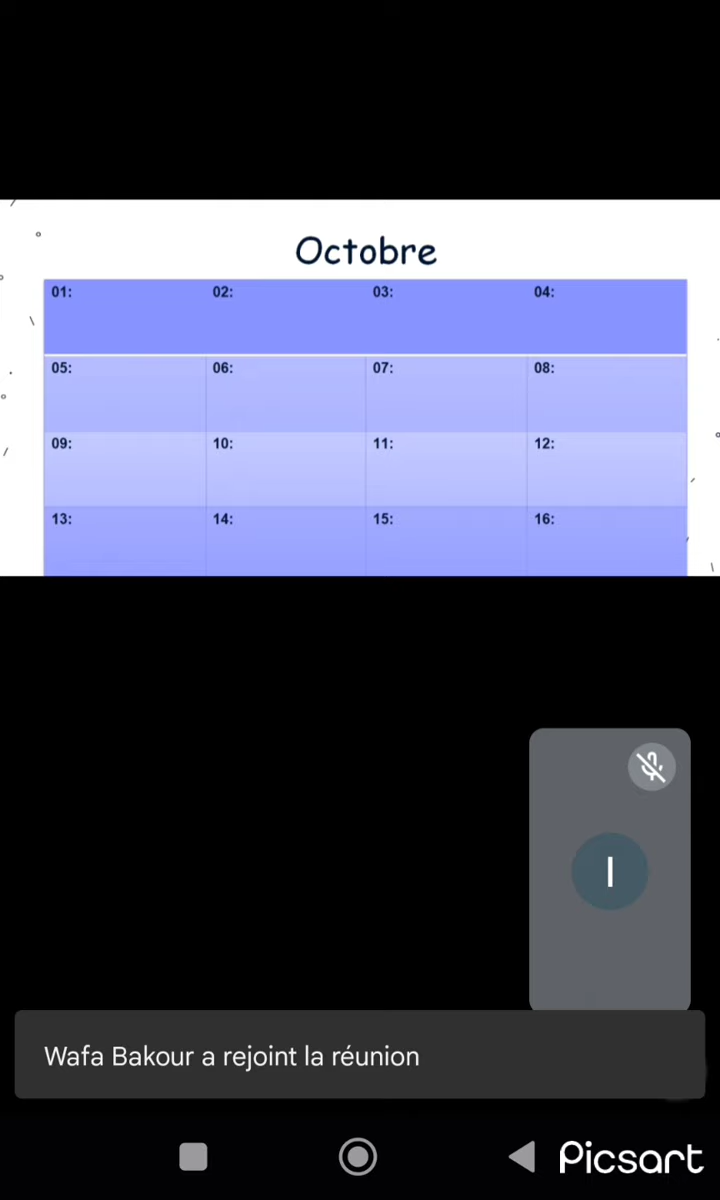 Octobre
01: 02: 03: 04:
05: 06: 07: 08:
09: 10: 11: 12:
13: 14: 15: 16:
I
Wafa Bakour a rejoint la réunion
Picsart